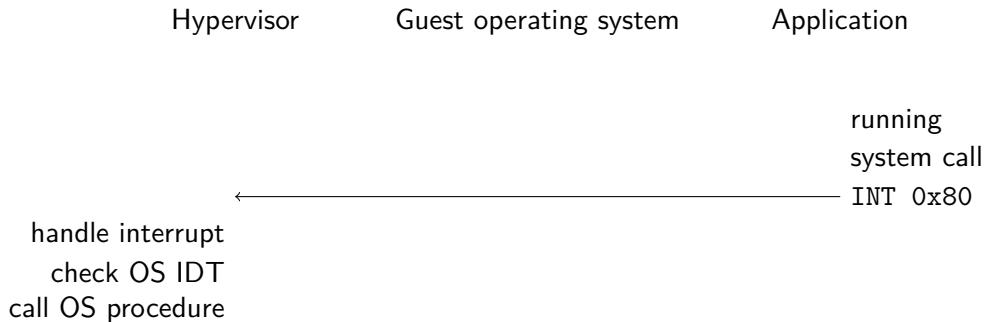 Hypervisor Guest operating system Application
running
system call
INT 0x80
handle interrupt
check OS IDT
call OS procedure